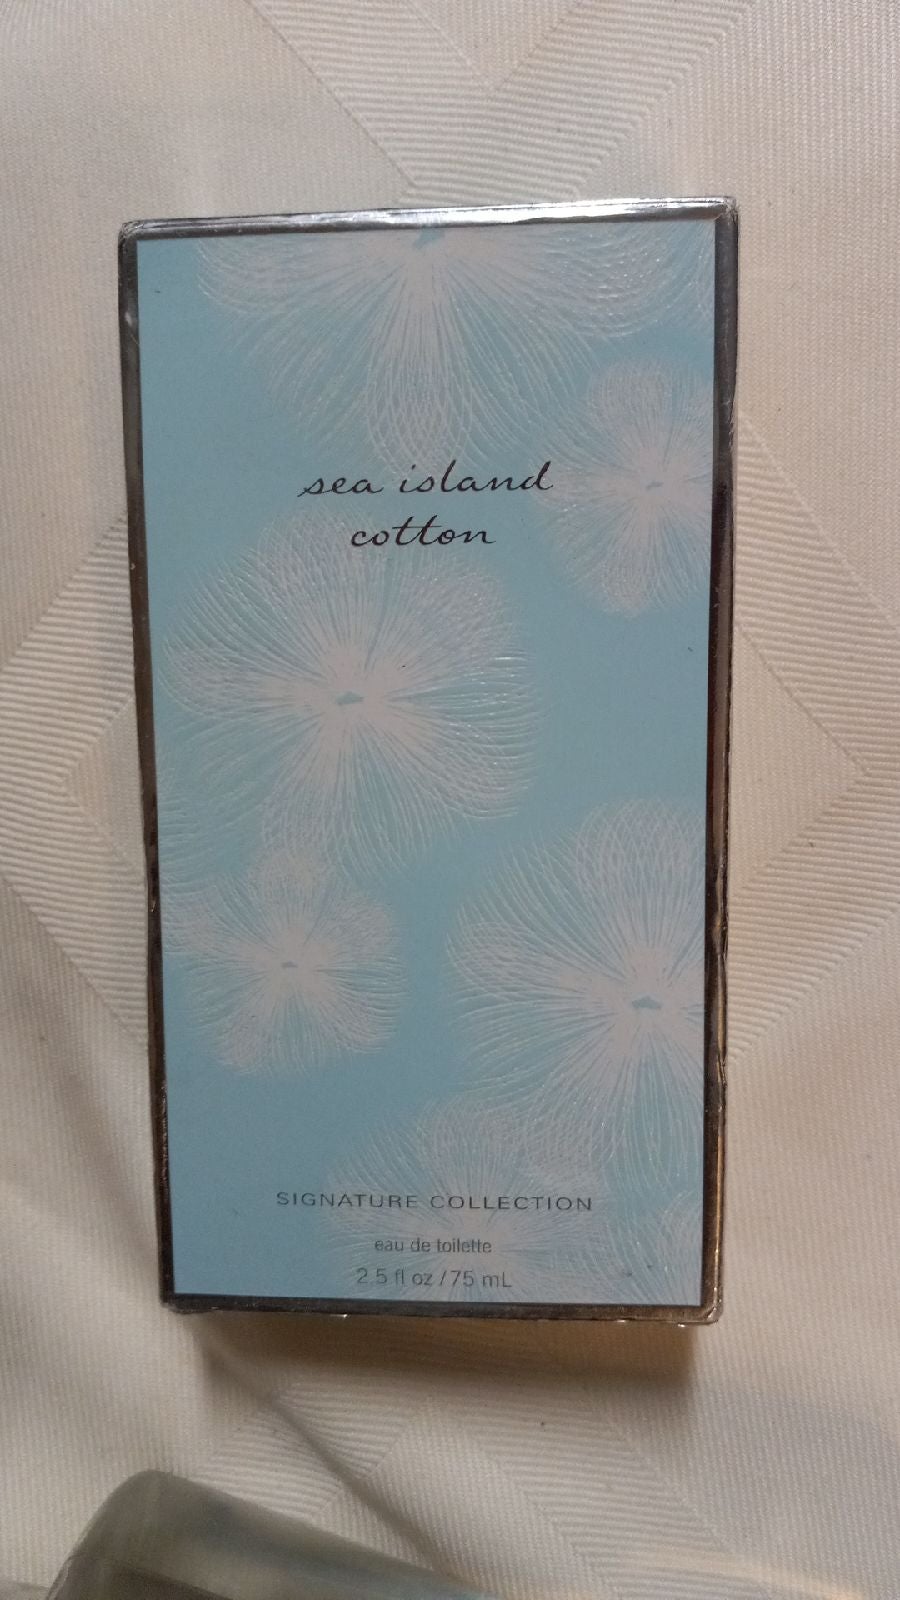 sea island
cotton
SIGNATURE COLLECTION
eau de toilette
2.5 fl oz / 75 mL